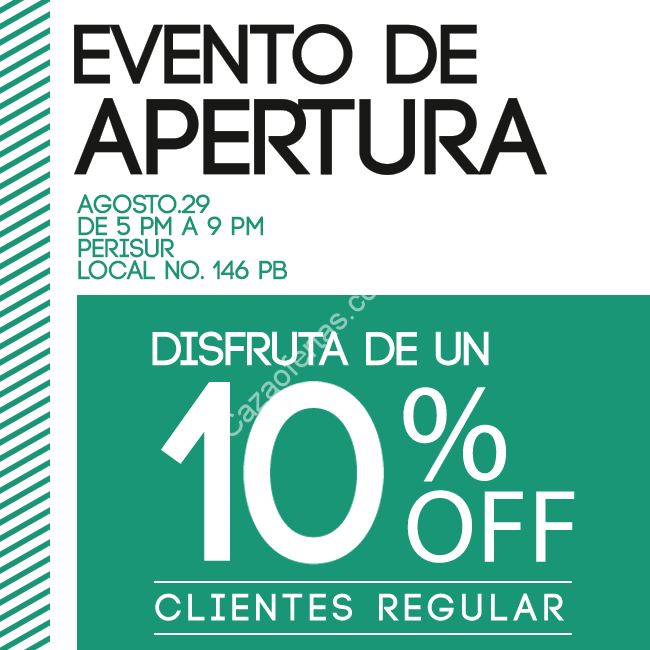 EVENTO DE
APERTURA
AGOSTO.29
DE 5 PM A 9 PM
PERISUR
LOCAL NO. 146 PB
DISFRUTA DE UN
10%
OFF
CLIENTES REGULAR